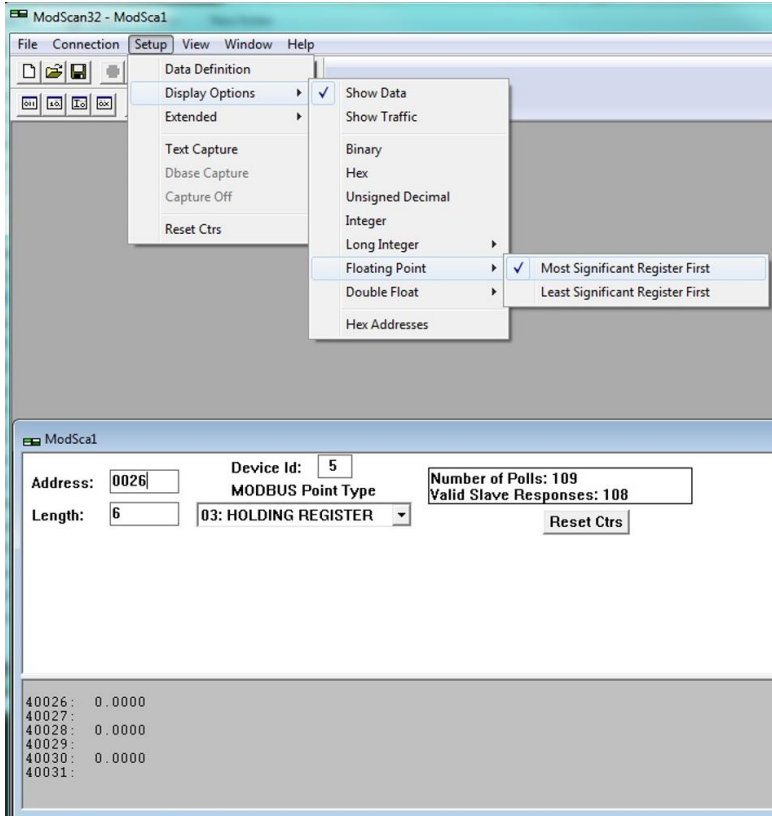 ModScan32 - ModSca1
File Connection Setup View Window Help
Data Definition
Display Options
Extended
Text Capture
Dbase Capture
Capture Off
Reset Ctrs
Show Data
Show Traffic
Binary
Hex
Unsigned Decimal
Integer
Long Integer
Floating Point
Double Float
Hex Addresses
Most Significant Register First
Least Significant Register First
ModSca1
Address: 0026
Device Id: 5
MODBUS Point Type
Length: 6
03: HOLDING REGISTER
Number of Polls: 109
Valid Slave Responses: 108
Reset Ctrs
40026: 0.0000
40027:
40028: 0.0000
40029:
40030: 0.0000
40031: